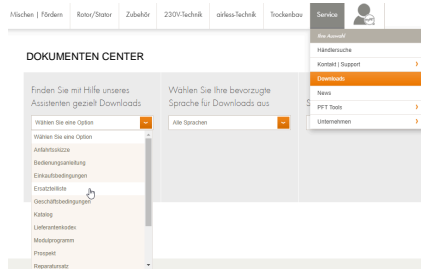 Mischen | Fördern Rotor/Stator Zubehör 230V-Technik airless-Technik Trockenbau Service
Ihre Auswahl
Händlersuche
Kontakt | Support
Downloads
News
PFT Tools
Unternehmen
DOKUMENTEN CENTER
Finden Sie mit Hilfe unseres
Assistenten gezielt Downloads
Wählen Sie eine Option
Wählen Sie Ihre bevorzugte
Sprache für Downloads aus
Alle Sprachen
S
Wählen Sie eine Option
Anfahrtsskizze
Bedienungsanleitung
Einkaufsbedingungen
Ersatzteilliste
Geschäftsbedingungen
Katalog
Lieferantenkodex
Modulprogramm
Prospekt
Reparatursatz